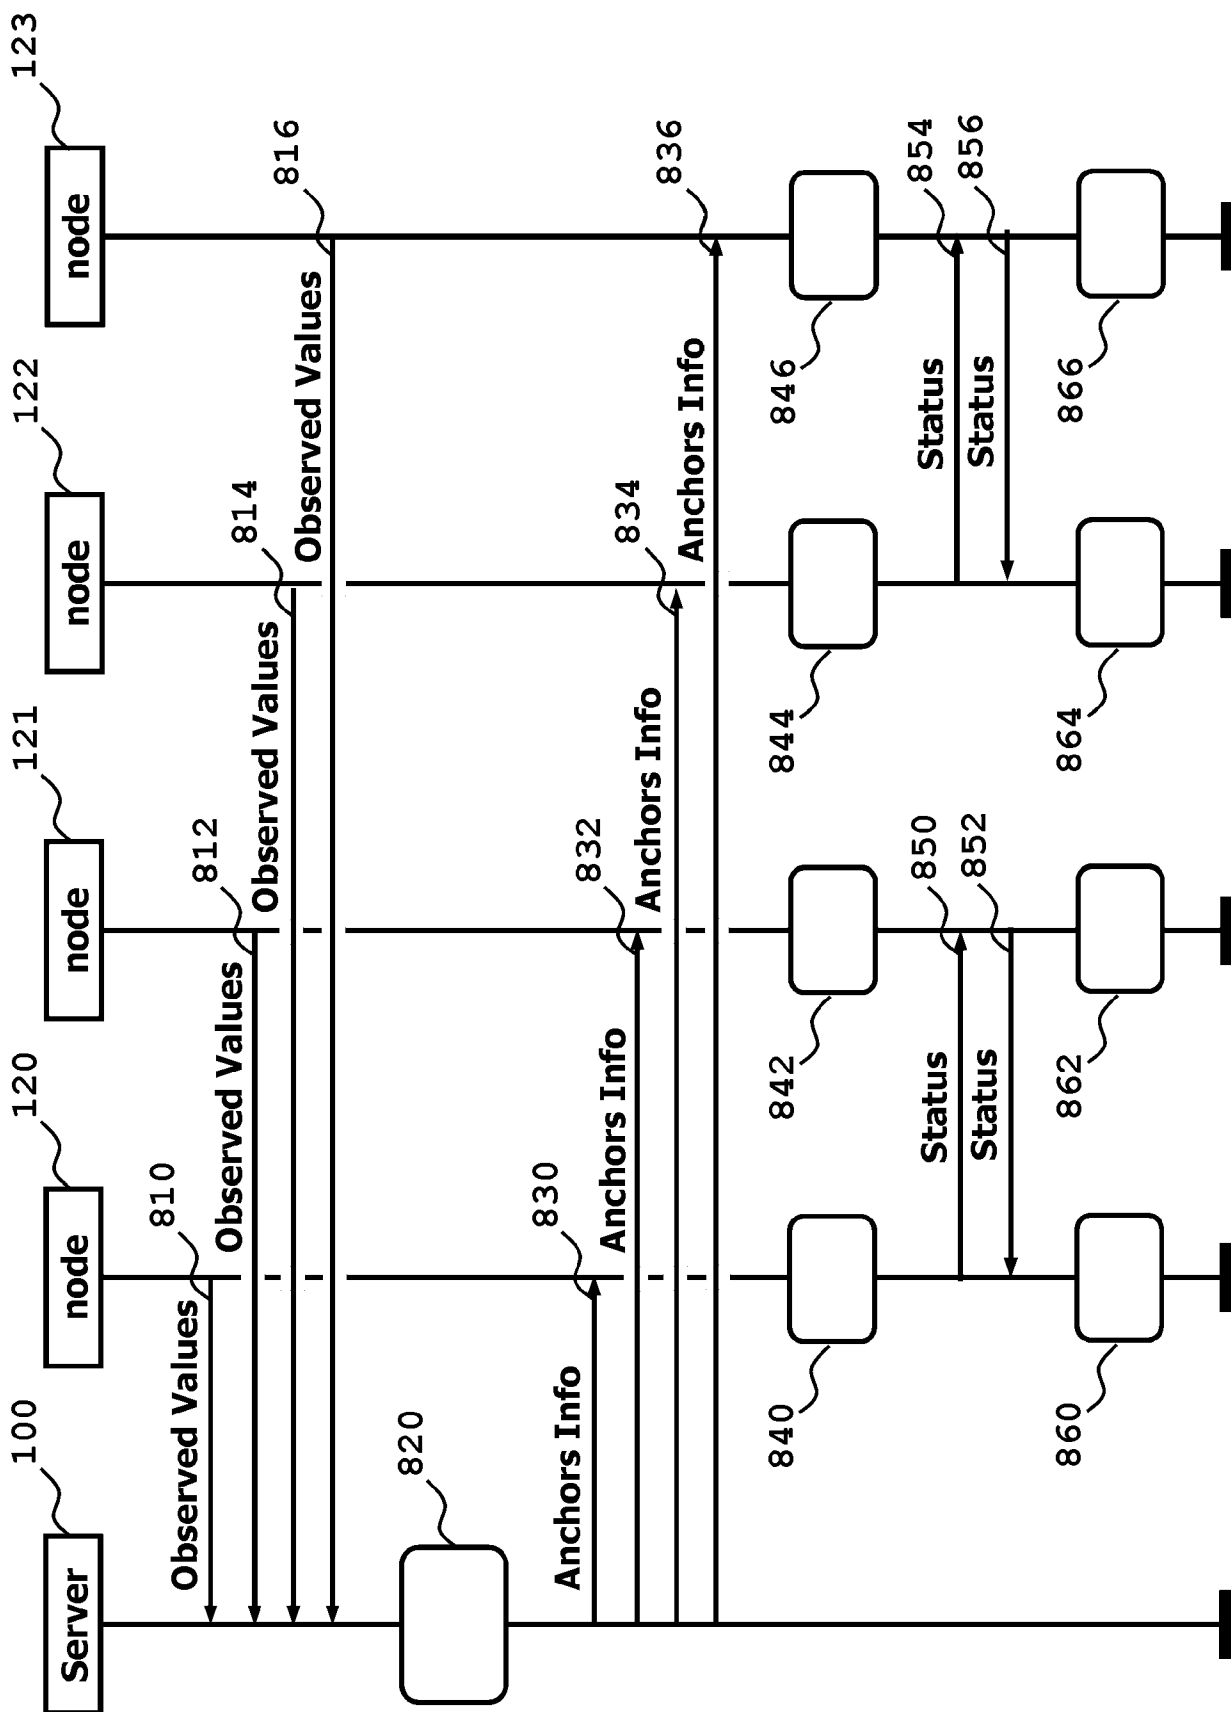 100
120
121
122
123
Server
node
node
node
node
810
Observed Values
812
Observed Values
814
Observed Values
816
Observed Values
820
830
Anchors Info
832
Anchors Info
834
Anchors Info
836
Anchors Info
840
842
844
846
850
Status
852
Status
854
Status
856
Status
860
862
864
866